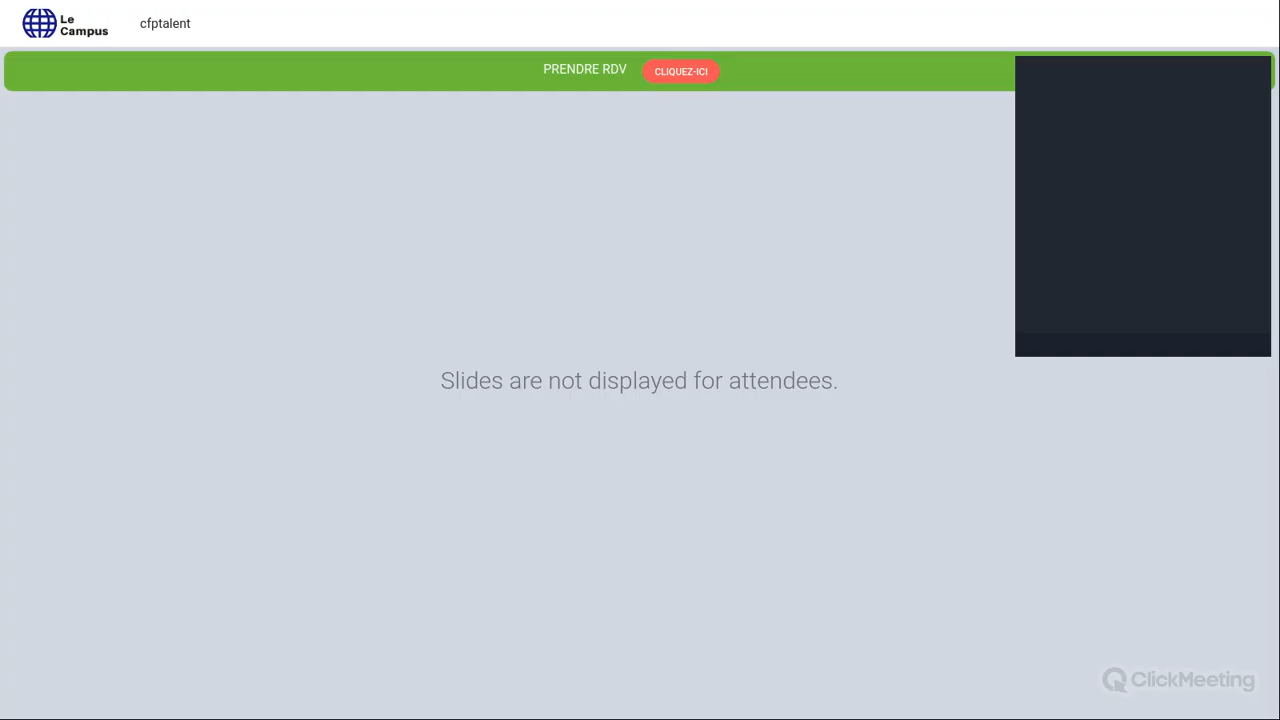 Le
Campus
cfptalent
PRENDRE RDV
CLIQUEZ-ICI
Slides are not displayed for attendees.
ClickMeeting